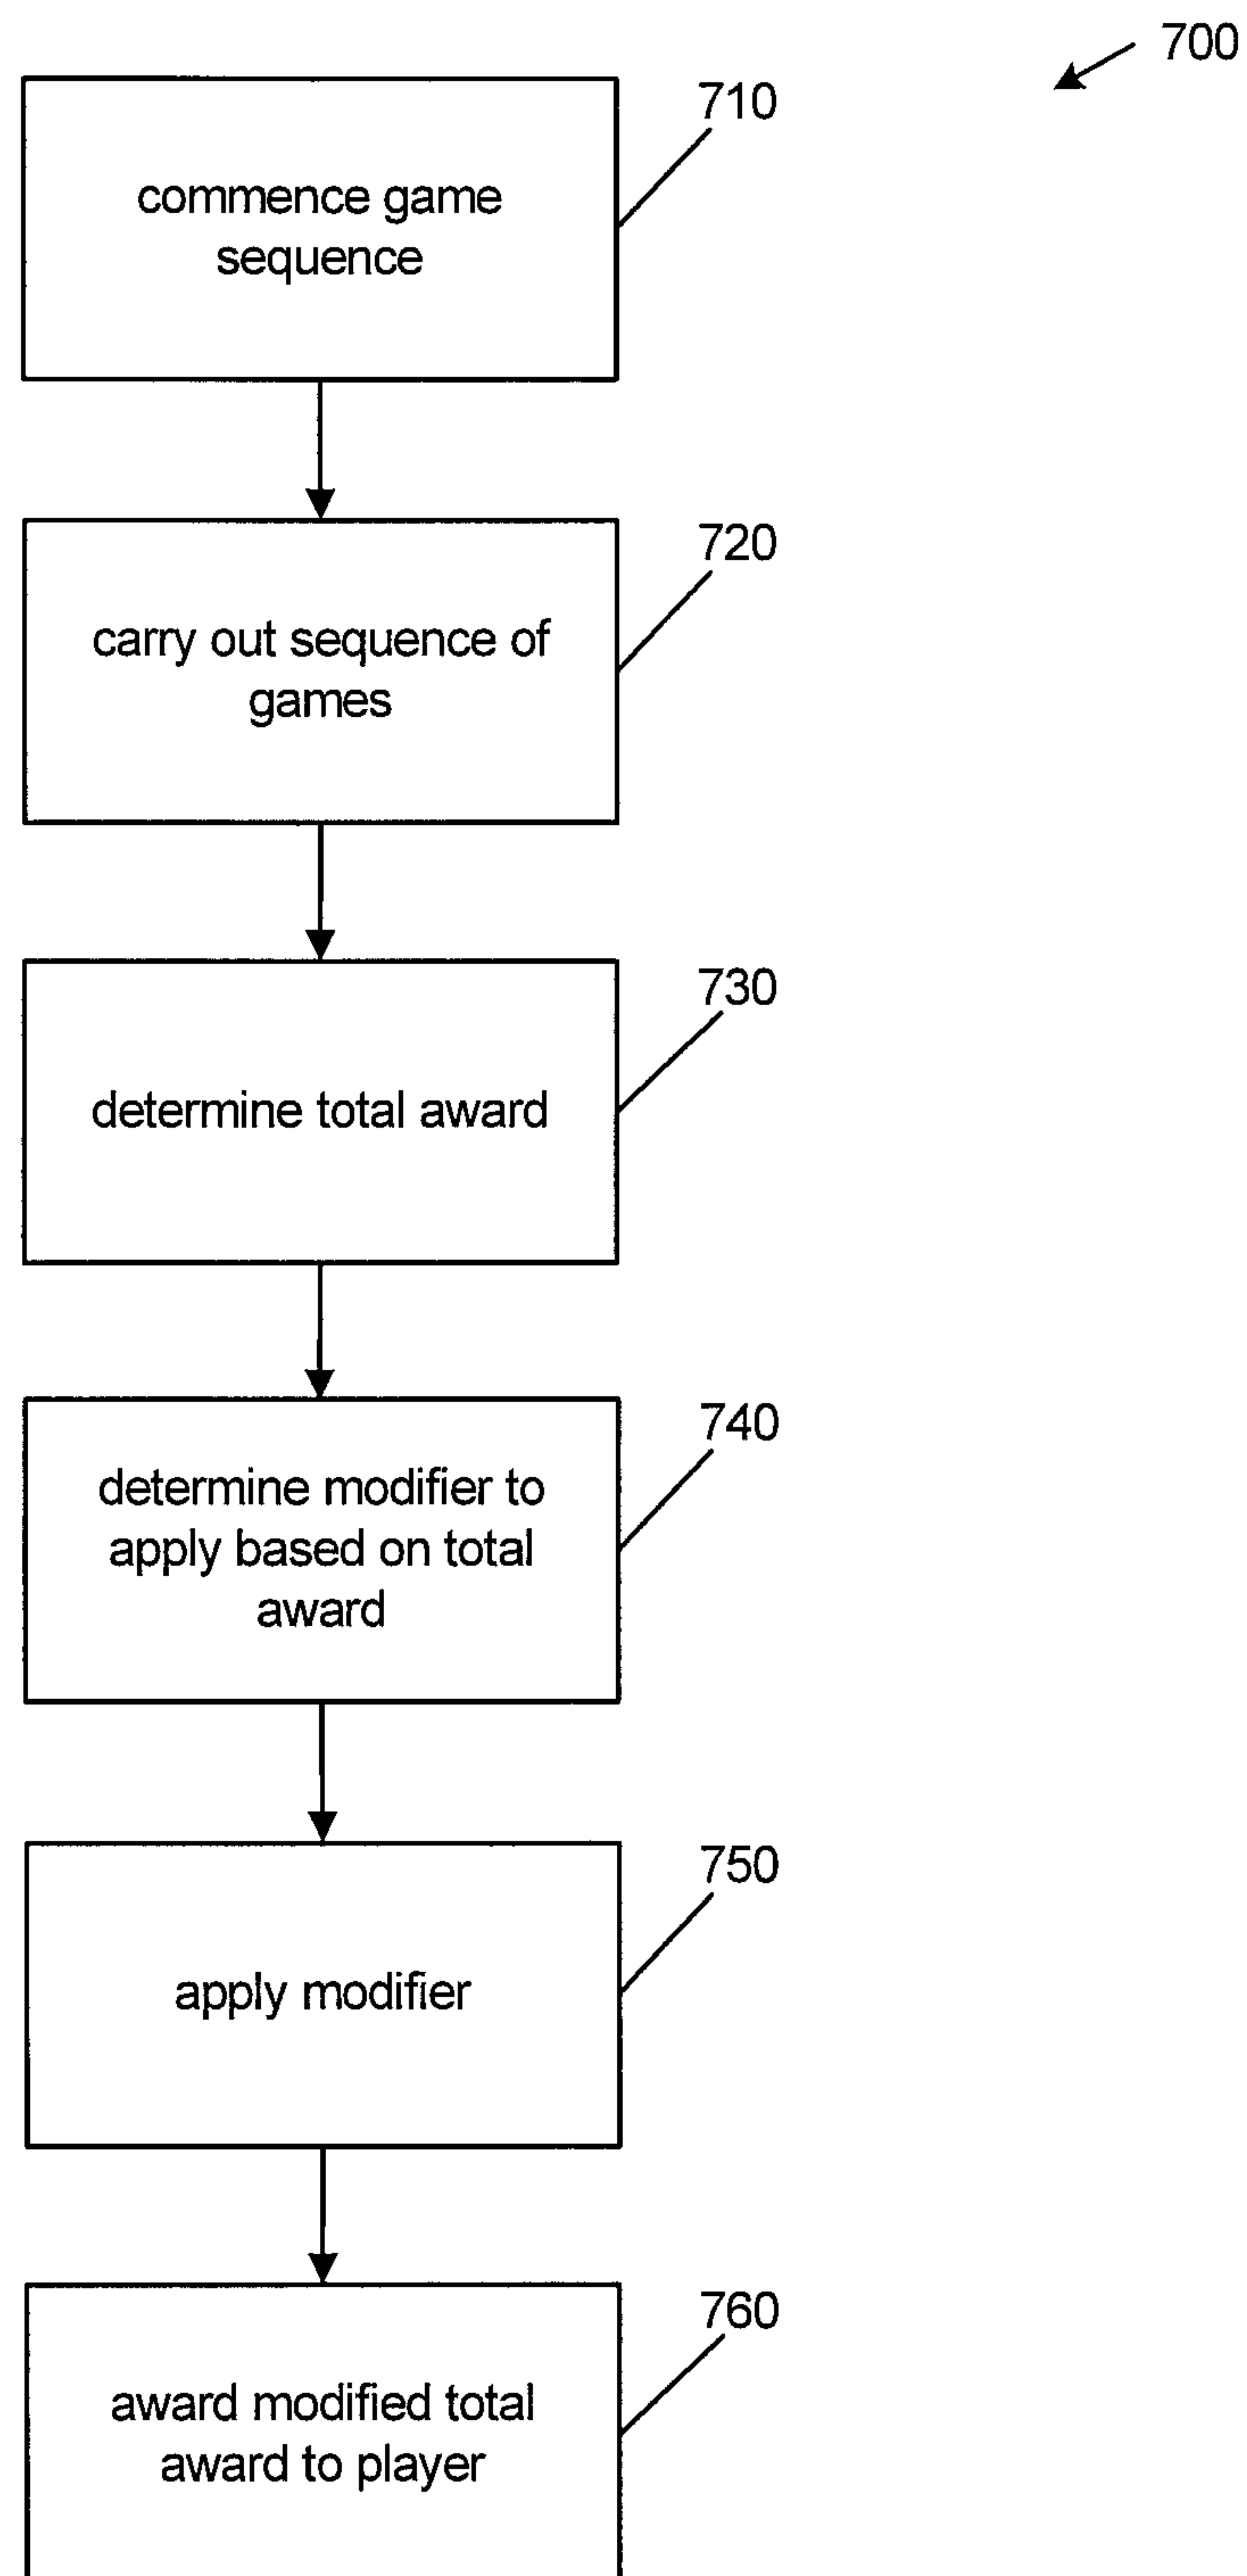 700
710
commence game
sequence
720
carry out sequence of
games
730
determine total award
740
determine modifier to
apply based on total
award
750
apply modifier
760
award modified total
award to player